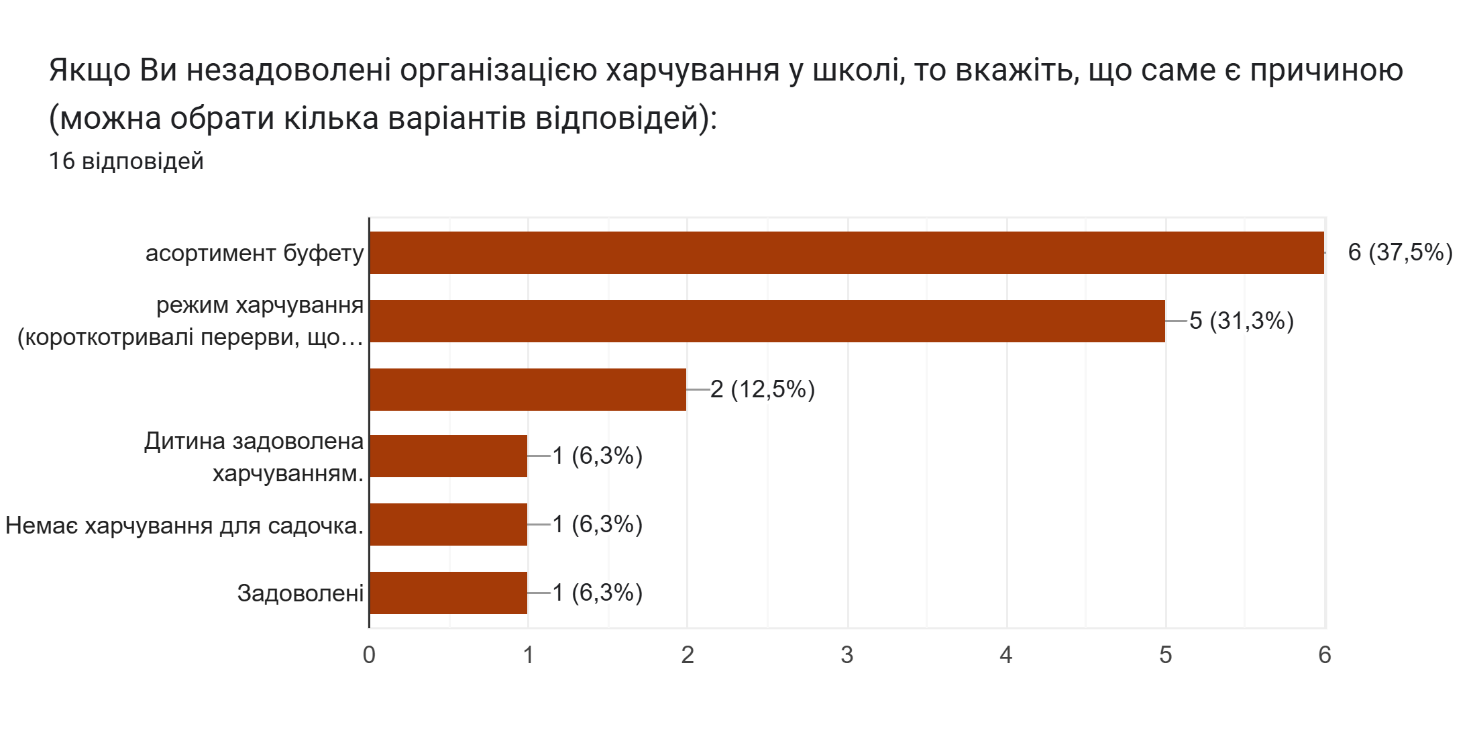 Якщо Ви незадоволені організацією харчування у школі, то вкажіть, що саме є причиною
(можна обрати кілька варіантів відповідей):
16 відповідей
асортимент буфету
6 (37,5%)
режим харчування
(короткотривалі перерви, що…
5 (31,3%)
2 (12,5%)
Дитина задоволена
харчуванням.
1 (6,3%)
Немає харчування для садочка.
1 (6,3%)
Задоволені
1 (6,3%)
0 1 2 3 4 5 6